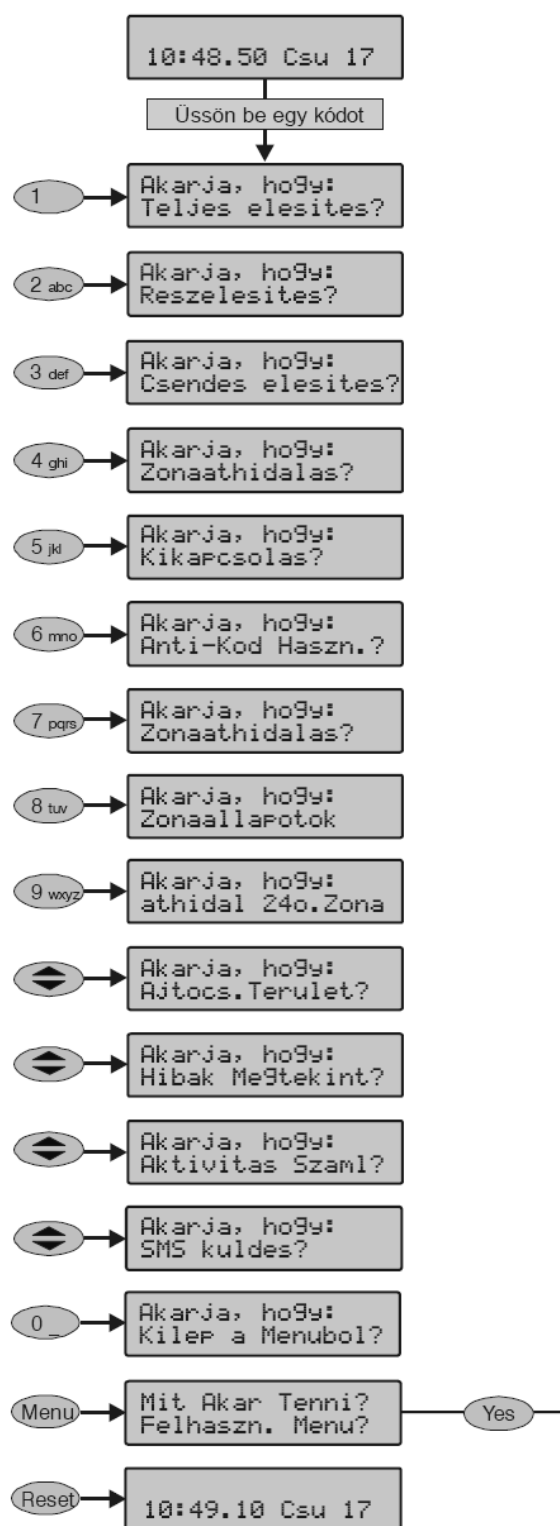 10:48.50 Csu 17
Üssön be egy kódot
1
Akarja, hogy:
Teljes elesites?
2 abc
Akarja, hogy:
Reszelesites?
3 def
Akarja, hogy:
Csendes elesites?
4 ghi
Akarja, hogy:
Zonaathidalas?
5 jkl
Akarja, hogy:
Kikapcsolas?
6 mno
Akarja, hogy:
Anti-Kod Haszn.?
7 pqrs
Akarja, hogy:
Zonaathidalas?
8 tuv
Akarja, hogy:
Zonaallapotok
9 wxyz
Akarja, hogy:
athidal 24o.Zona
Akarja, hogy:
Ajtocs.Terulet?
Akarja, hogy:
Hibak Megtekint?
Akarja, hogy:
Aktivitas Szaml?
Akarja, hogy:
SMS kuldes?
0 _
Akarja, hogy:
Kilep a Menubol?
Menu
Mit Akar Tenni?
Felhaszn. Menu?
Yes
Reset
10:49.10 Csu 17